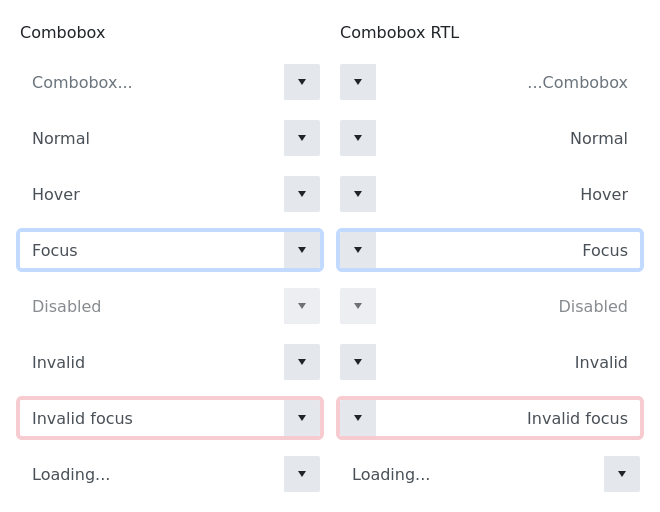 Combobox
Combobox...
Normal
Hover
Focus
Disabled
Invalid
Invalid focus
Loading...
Combobox RTL
...Combobox
Normal
Hover
Focus
Disabled
Invalid
Invalid focus
Loading...